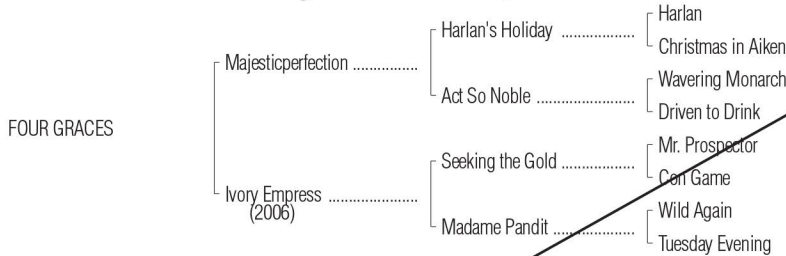 Harlan
Harlan's Holiday ..................
Christmas in Aiken
Majesticperfection ................
Wavering Monarch
Act So Noble ........................
Driven to Drink
FOUR GRACES
Mr. Prospector
Seeking the Gold ..................
Con Game
Ivory Empress ......................
(2006)
Wild Again
Madame Pandit ....................
Tuesday Evening